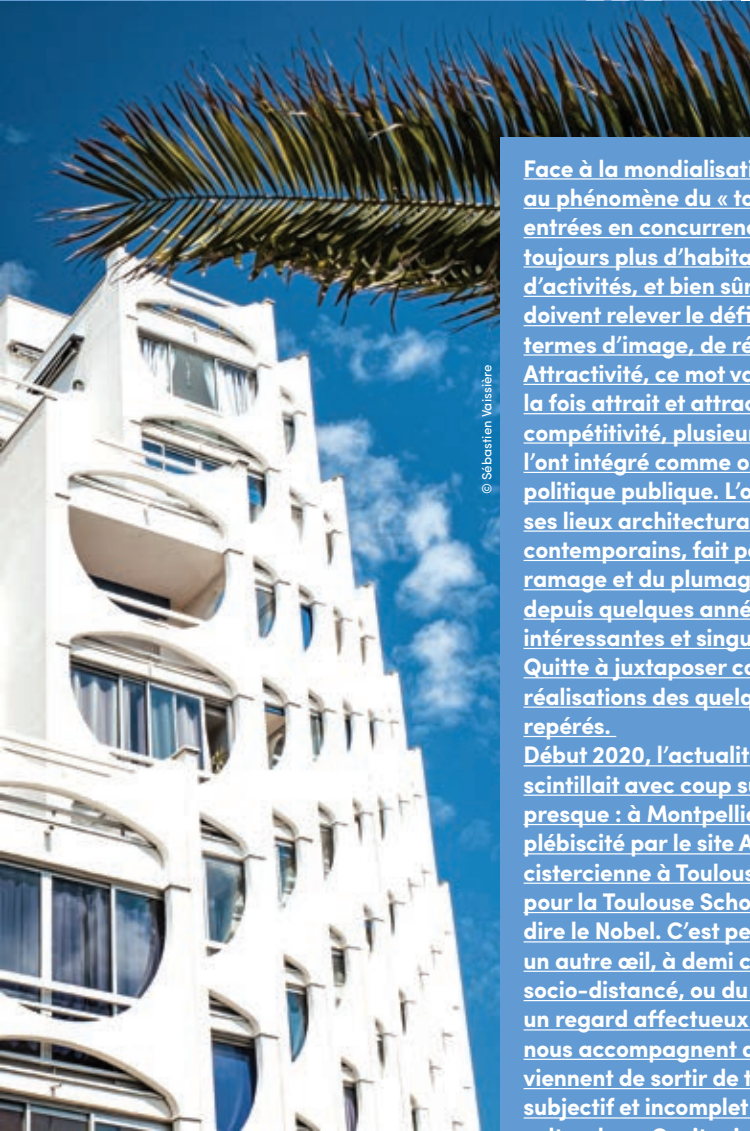 © Sébastien Vaissière
Face à la mondialisati
au phénomène du « to
entrées en concurrenc
toujours plus d’habita
d’activités, et bien sûr
doivent relever le défi
termes d’image, de ré
Attractivité, ce mot va
la fois attrait et attrac
compétitivité, plusieur
l’ont intégré comme o
politique publique. L’o
ses lieux architectura
contemporains, fait pa
ramage et du plumag
depuis quelques anné
intéressantes et singu
Quitte à juxtaposer co
réalisations des quelq
repérés.
Début 2020, l’actualit
scintillait avec coup s
presque : à Montpellie
plébiscité par le site A
cistercienne à Toulous
pour la Toulouse Scho
dire le Nobel. C’est pe
un autre œil, à demi c
socio-distancé, ou du
un regard affectueux
nous accompagnent
viennent de sortir de t
subjectif et incomplet